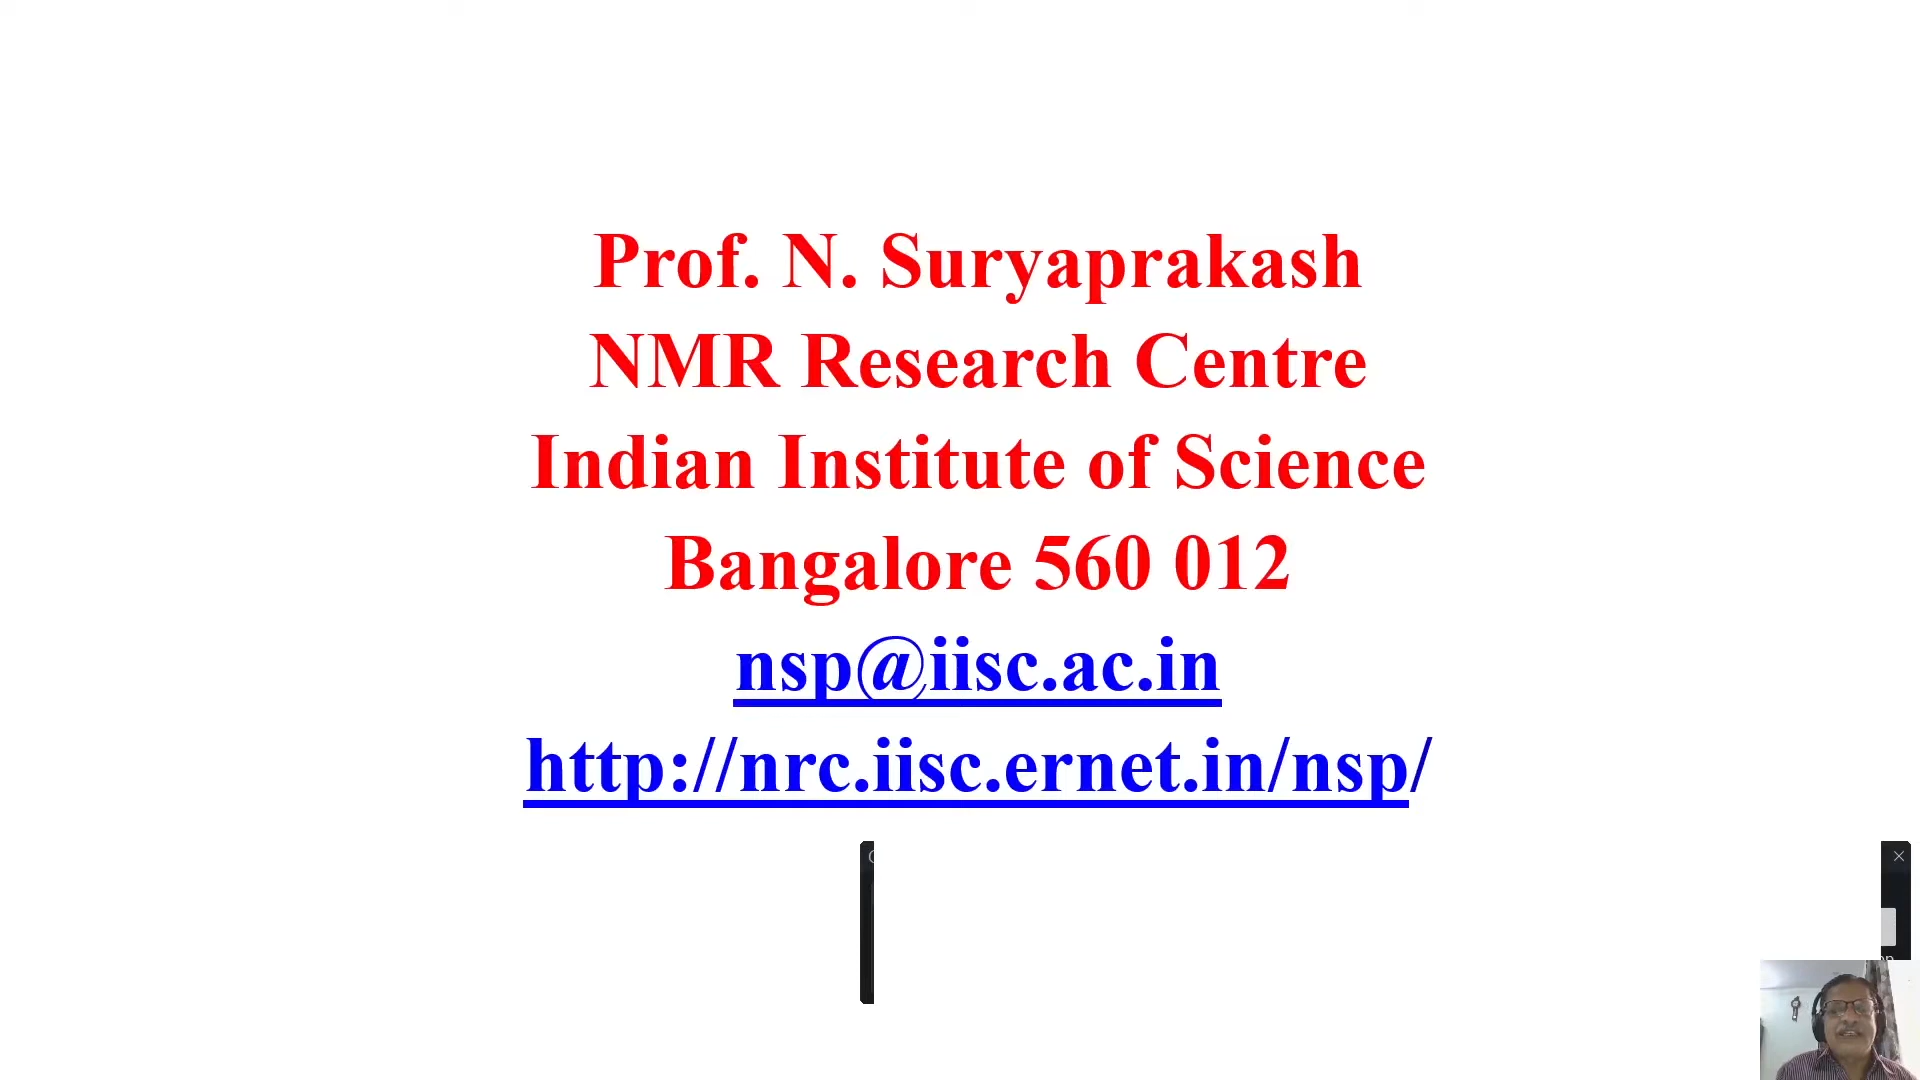 Prof. N. Suryaprakash
NMR Research Centre
Indian Institute of Science
Bangalore 560 012
nsp@iisc.ac.in
http://nrc.iisc.ernet.in/nsp/